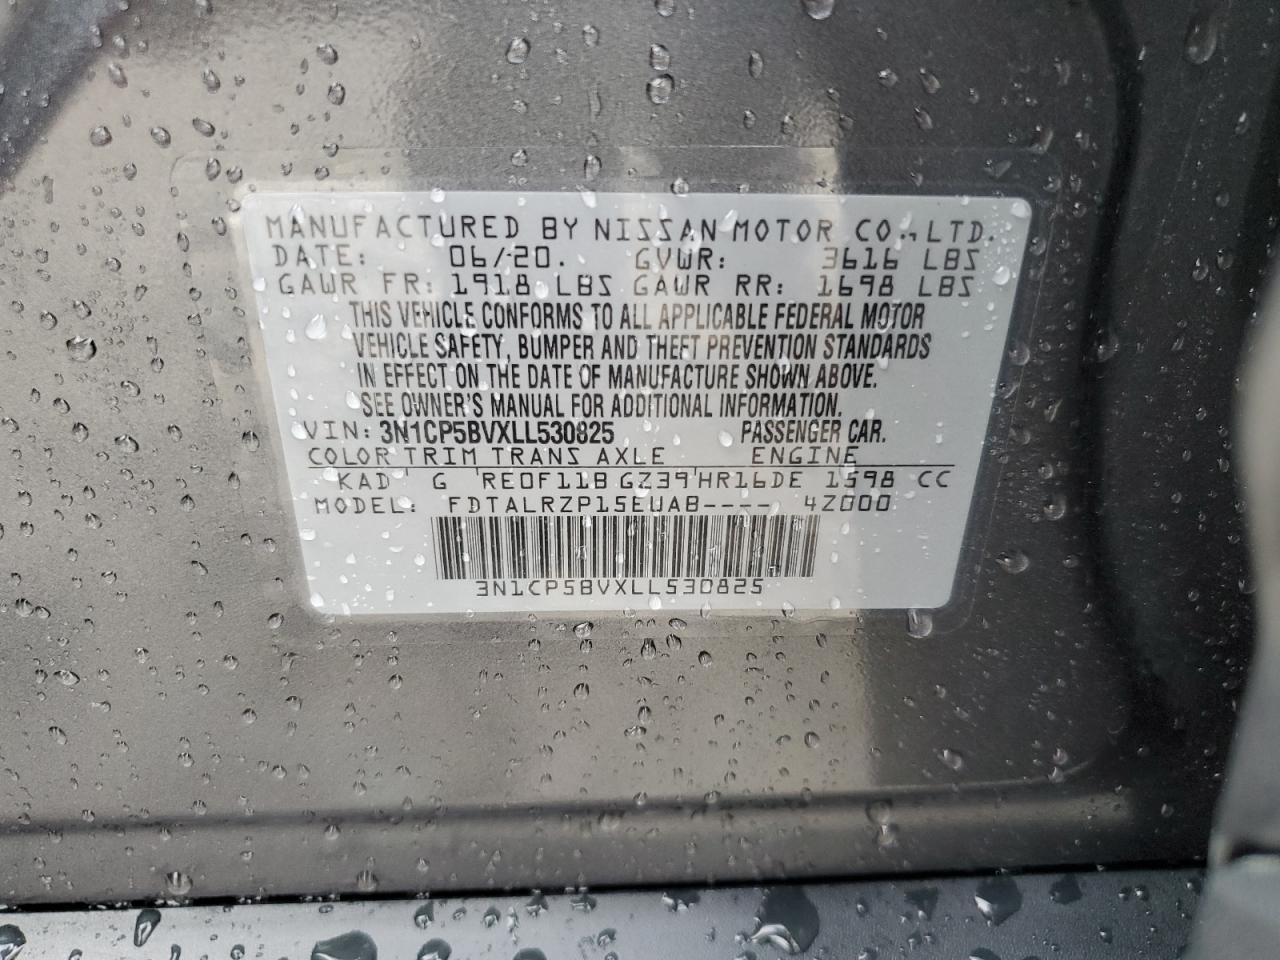 MANUFACTURED BY NISSAN MOTOR CO., LTD.
DATE: 06/20. GVWR: 3616 LBS
GAWR FR: 1918 LBS GAWR RR: 1698 LBS
THIS VEHICLE CONFORMS TO ALL APPLICABLE FEDERAL MOTOR
VEHICLE SAFETY, BUMPER AND THEFT PREVENTION STANDARDS
IN EFFECT ON THE DATE OF MANUFACTURE SHOWN ABOVE.
SEE OWNER'S MANUAL FOR ADDITIONAL INFORMATION.
VIN: 3N1CP5BVXLL530825 PASSENGER CAR.
COLOR TRIM TRANS AXLE ENGINE
KAD G RE0F11B GZ39 HR16DE 1598 CC
MODEL: FDTALRZP15EUAB---- 4Z000
3N1CP5BVXLL530825